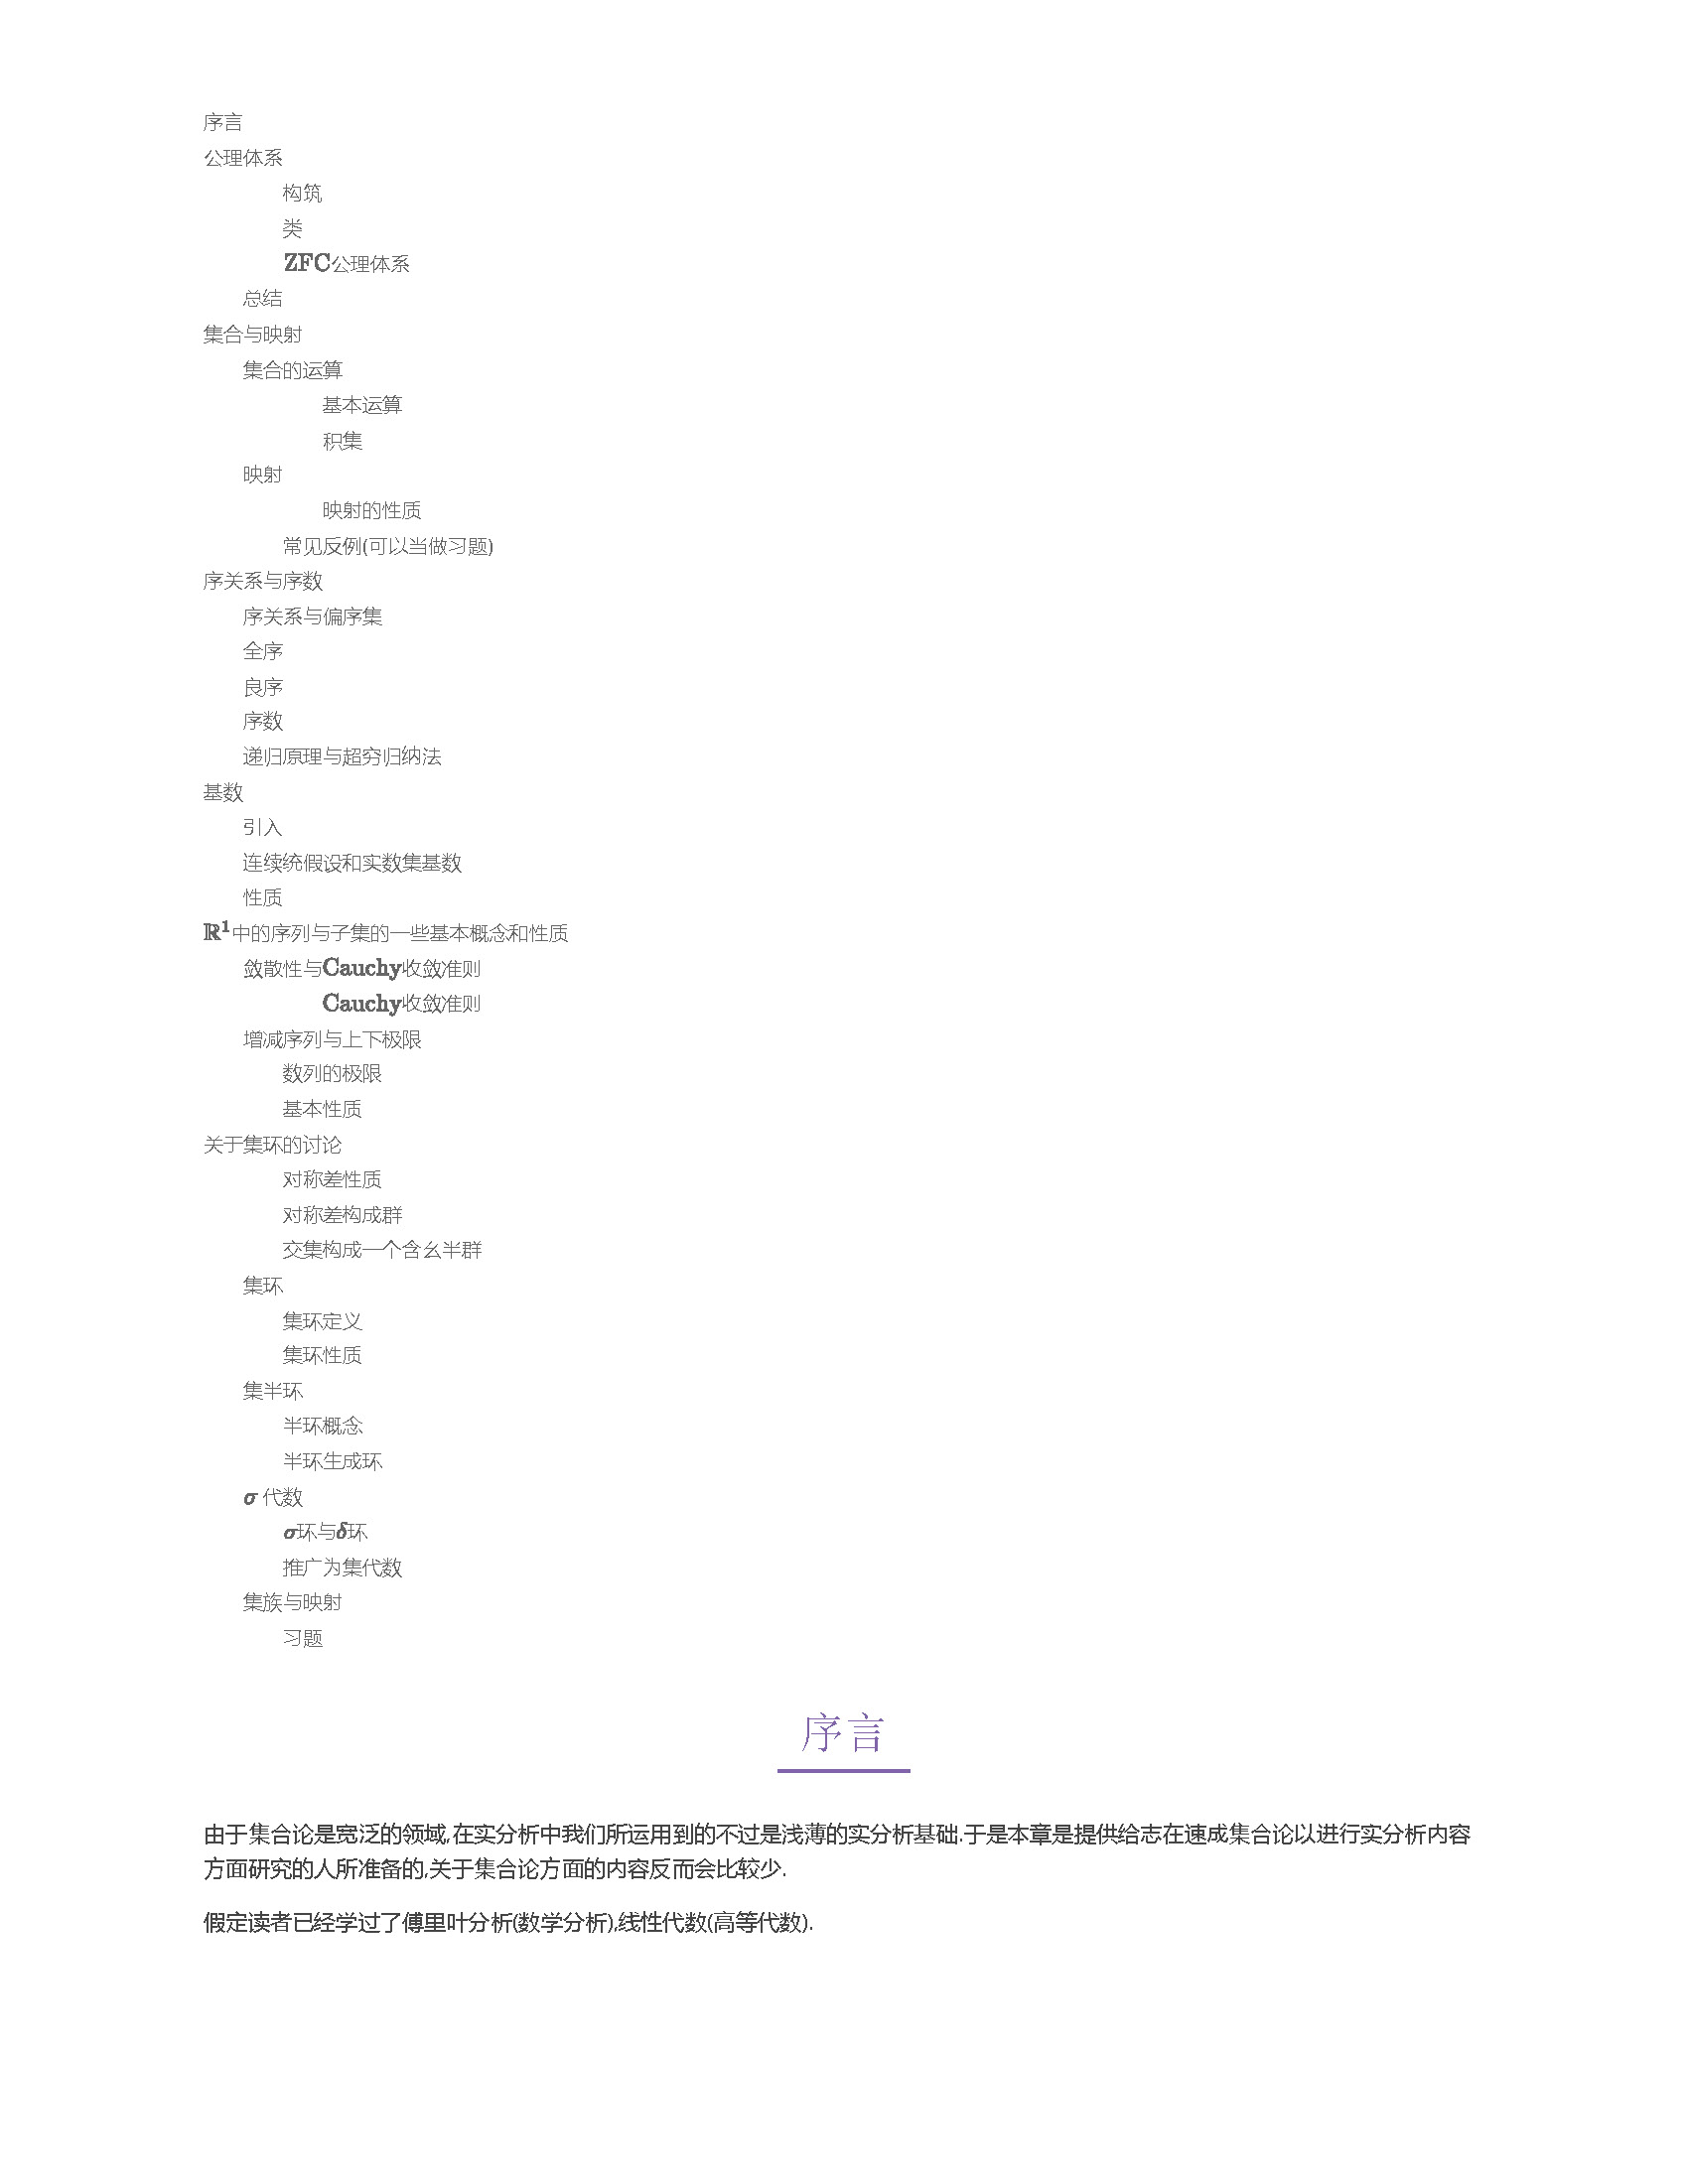 序言
公理体系
构筑
类
ZFC公理体系
总结
集合与映射
集合的运算
基本运算
积集
映射
映射的性质
常见反例(可以当做习题)
序关系与序数
序关系与偏序集
全序
良序
序数
递归原理与超穷归纳法
基数
引入
连续统假设和实数集基数
性质
ℝ¹中的序列与子集的一些基本概念和性质
敛散性与Cauchy收敛准则
Cauchy收敛准则
增减序列与上下极限
数列的极限
基本性质
关于集环的讨论
对称差性质
对称差构成群
交集构成一个含幺半群
集环
集环定义
集环性质
集半环
半环概念
半环生成环
σ 代数
σ环与δ环
推广为集代数
集族与映射
习题
序言
由于集合论是宽泛的领域,在实分析中我们所运用到的不过是浅薄的实分析基础.于是本章是提供给志在速成集合论以进行实分析内容
方面研究的人所准备的,关于集合论方面的内容反而会比较少.
假定读者已经学过了傅里叶分析(数学分析),线性代数(高等代数).